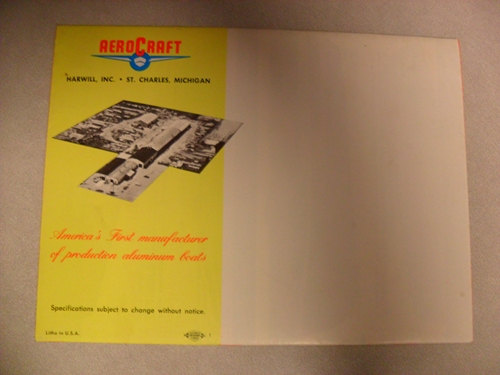 AEROCRAFT
HARWILL, INC. • ST. CHARLES, MICHIGAN
America's First manufacturer
of production aluminum boats
Specifications subject to change without notice.
Litho in U.S.A.
1